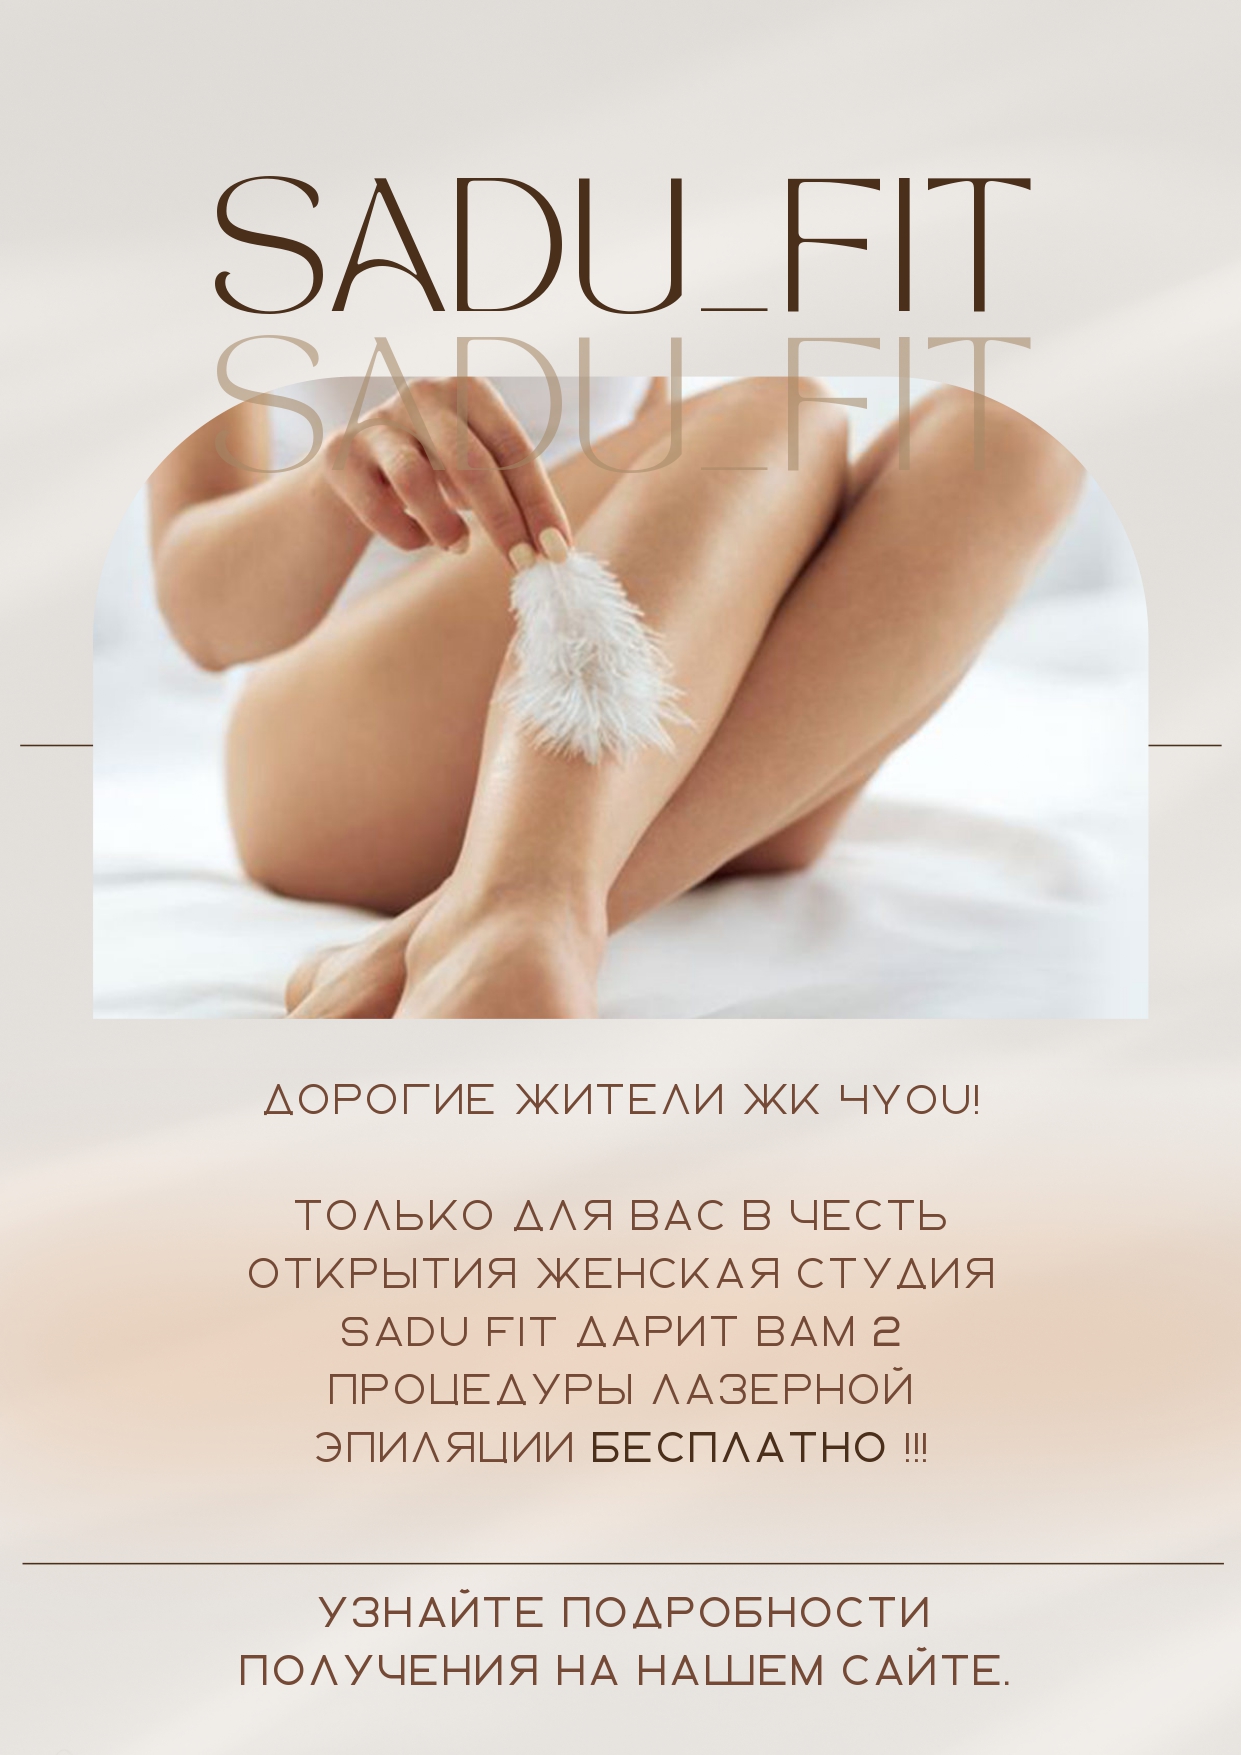 SADU_FIT
SADU_FIT
ДОРОГИЕ ЖИТЕЛИ ЖК 4YOU!
ТОЛЬКО ДЛЯ ВАС В ЧЕСТЬ
ОТКРЫТИЯ ЖЕНСКАЯ СТУДИЯ
SADU FIT ДАРИТ ВАМ 2
ПРОЦЕДУРЫ ЛАЗЕРНОЙ
ЭПИЛЯЦИИ БЕСПЛАТНО !!!
УЗНАЙТЕ ПОДРОБНОСТИ
ПОЛУЧЕНИЯ НА НАШЕМ САЙТЕ.